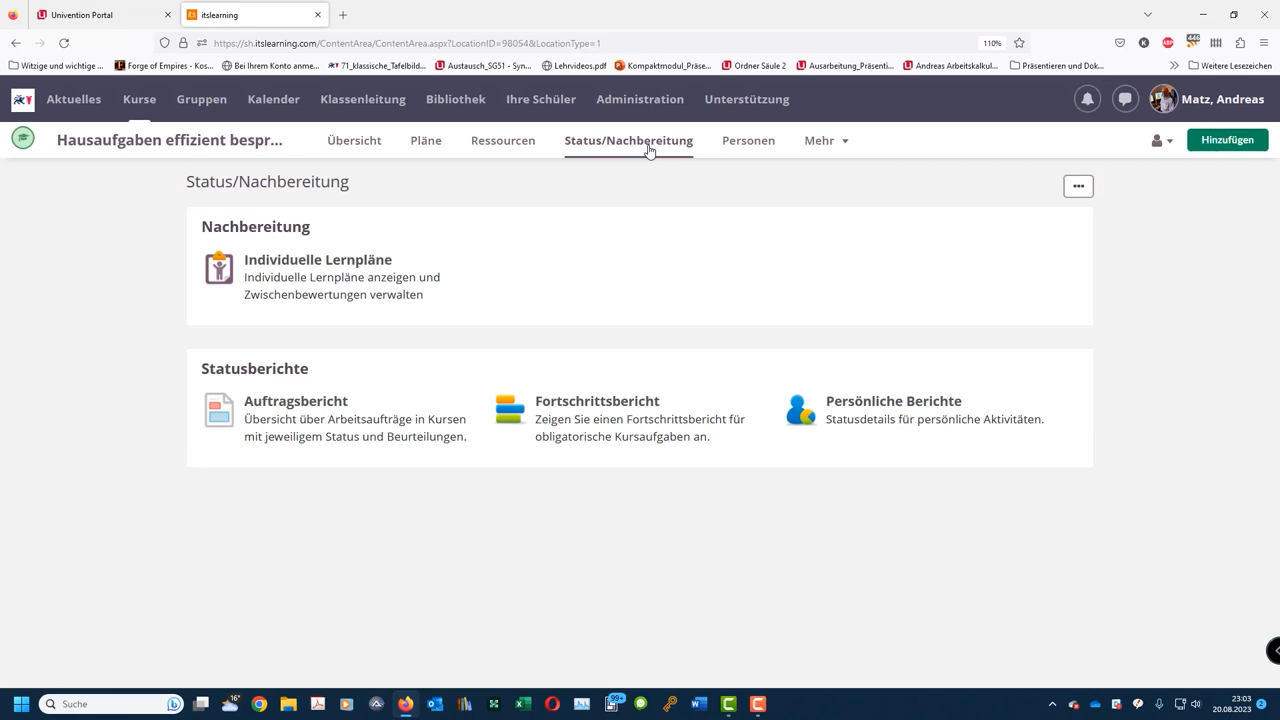 Univention Portal
itslearning
https://sh.itslearning.com/ContentArea/ContentArea.aspx?LocationID=98054&LocationType=1
110%
Witzige und wichtige ...
Forge of Empires - Kos...
Bei Ihrem Konto anme...
71_klassische_Tafelbild...
Austausch_SG51 - Syn...
Lehrvideos.pdf
Kompaktmodul_Präse...
Ordner Säule 2
Ausarbeitung_Präsenti...
Andreas Arbeitskalkul...
Präsentieren und Dok...
Weitere Lesezeichen
Aktuelles
Kurse
Gruppen
Kalender
Klassenleitung
Bibliothek
Ihre Schüler
Administration
Unterstützung
Matz, Andreas
Hausaufgaben effizient bespr...
Übersicht
Pläne
Ressourcen
Status/Nachbereitung
Personen
Mehr
Hinzufügen
Status/Nachbereitung
Nachbereitung
Individuelle Lernpläne
Individuelle Lernpläne anzeigen und
Zwischenbewertungen verwalten
Statusberichte
Auftragsbericht
Übersicht über Arbeitsaufträge in Kursen
mit jeweiligem Status und Beurteilungen.
Fortschrittsbericht
Zeigen Sie einen Fortschrittsbericht für
obligatorische Kursaufgaben an.
Persönliche Berichte
Statusdetails für persönliche Aktivitäten.
Suche
16°
99+
23:03
20.08.2023